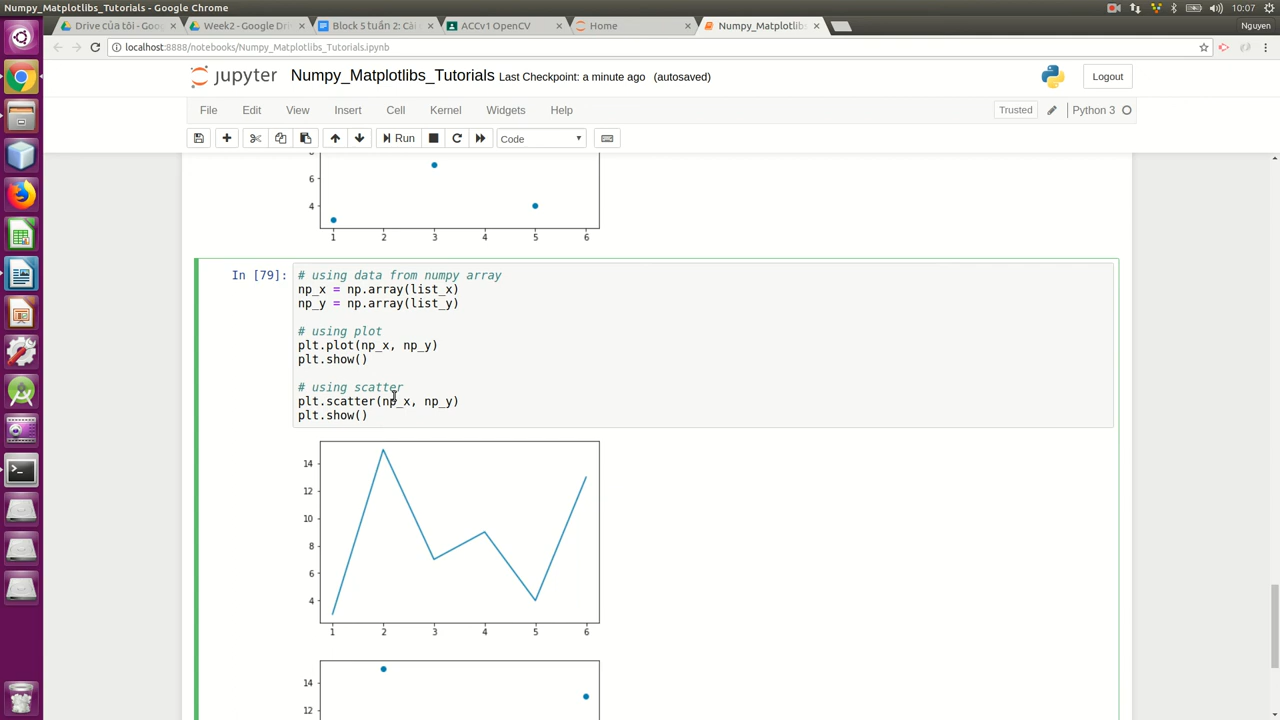 Numpy_Matplotlibs_Tutorials - Google Chrome
10:07
Drive của tôi - Goog
Week2 - Google Dri
Block 5 tuần 2: Cài
ACCv1 OpenCV
Home
Numpy_Matplotlib
Nguyen
localhost:8888/notebooks/Numpy_Matplotlibs_Tutorials.ipynb
jupyter Numpy_Matplotlibs_Tutorials Last Checkpoint: a minute ago (autosaved)
Logout
File Edit View Insert Cell Kernel Widgets Help
Trusted
Python 3
Run
Code
6
4
1 2 3 4 5 6
In [79]:
# using data from numpy array
np_x = np.array(list_x)
np_y = np.array(list_y)
# using plot
plt.plot(np_x, np_y)
plt.show()
# using scatter
plt.scatter(np_x, np_y)
plt.show()
14
12
10
8
6
4
1 2 3 4 5 6
14
12